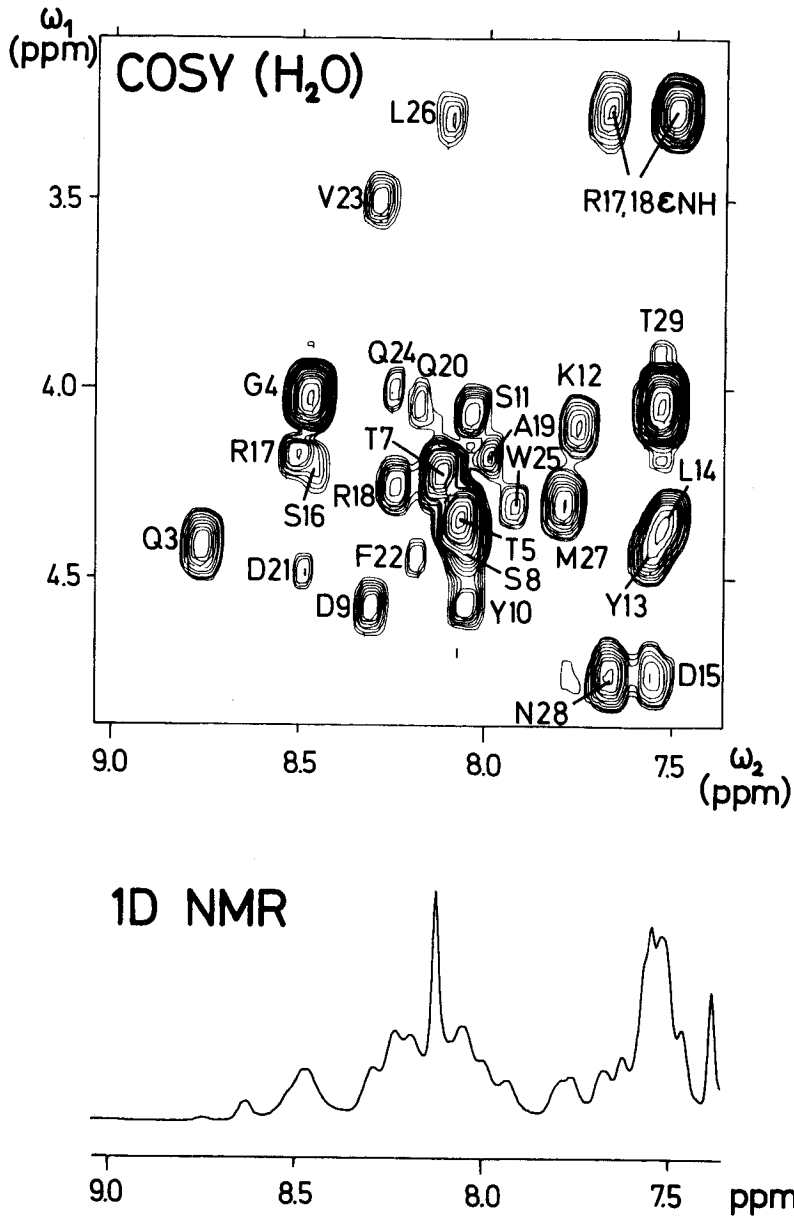 ω₁
(ppm)
COSY (H₂O)
L26
V23
3.5
R17,18εNH
T29
Q24
Q20
K12
G4
4.0
S11
T7
A19
R17
W25
L14
S16
R18
Q3
T5
M27
D21
F22
S8
Y13
4.5
D9
Y10
D15
N28
9.0
8.5
8.0
7.5
ω₂
(ppm)
1D NMR
9.0
8.5
8.0
7.5
ppm